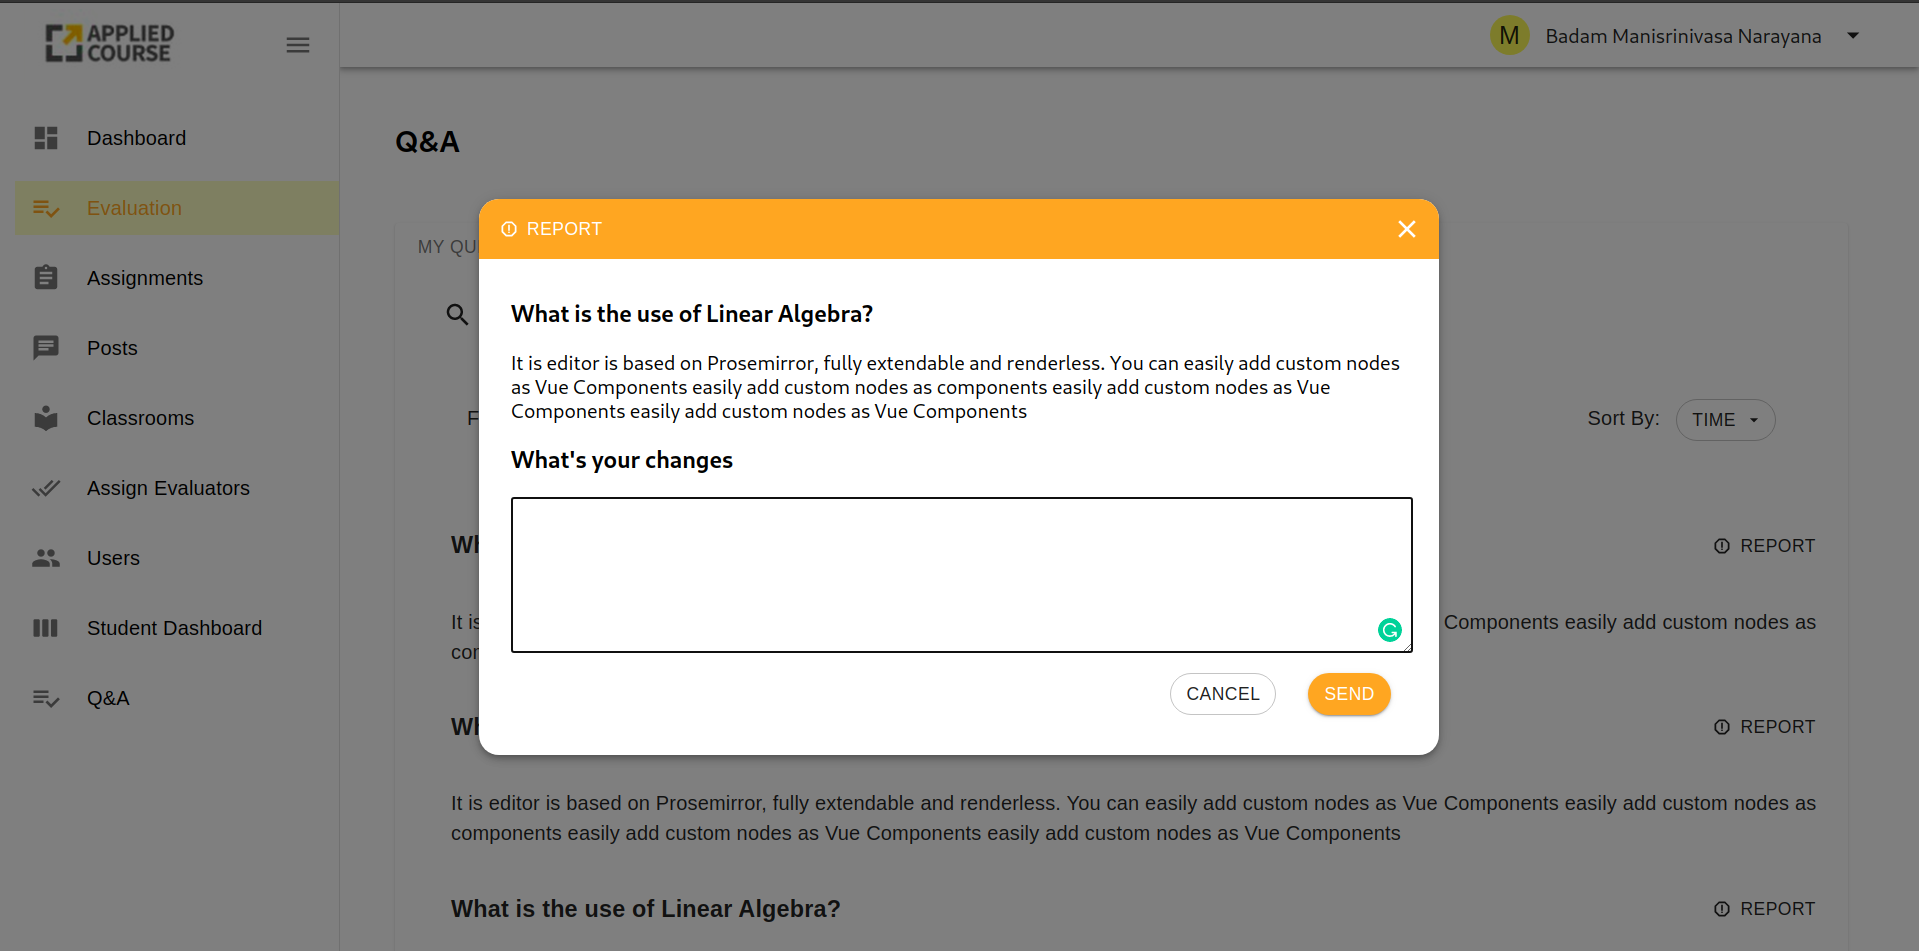 APPLIED
COURSE
M
Badam Manisrinivasa Narayana
Dashboard
Evaluation
Assignments
Posts
Classrooms
Assign Evaluators
Users
Student Dashboard
Q&A
Q&A
MY QU
REPORT
What is the use of Linear Algebra?
It is editor is based on Prosemirror, fully extendable and renderless. You can easily add custom nodes
as Vue Components easily add custom nodes as components easily add custom nodes as Vue
Components easily add custom nodes as Vue Components
What's your changes
CANCEL
SEND
F
Sort By:
TIME
Wh
REPORT
It is
Components easily add custom nodes as
com
Wh
REPORT
It is editor is based on Prosemirror, fully extendable and renderless. You can easily add custom nodes as Vue Components easily add custom nodes as
components easily add custom nodes as Vue Components easily add custom nodes as Vue Components
What is the use of Linear Algebra?
REPORT